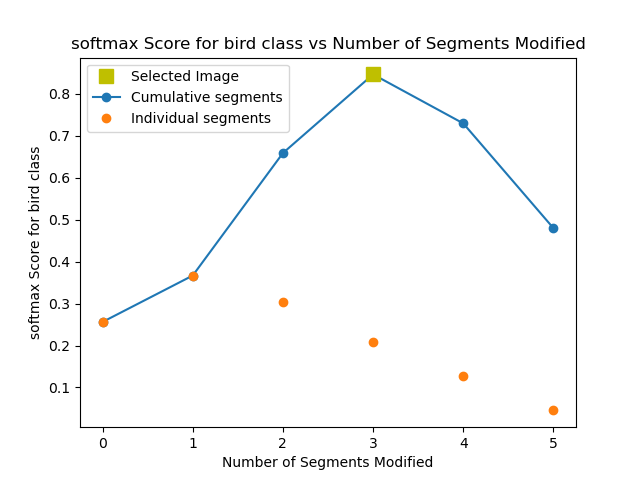 softmax Score for bird class vs Number of Segments Modified
Selected Image
Cumulative segments
Individual segments
softmax Score for bird class
0.8
0.7
0.6
0.5
0.4
0.3
0.2
0.1
0 1 2 3 4 5
Number of Segments Modified